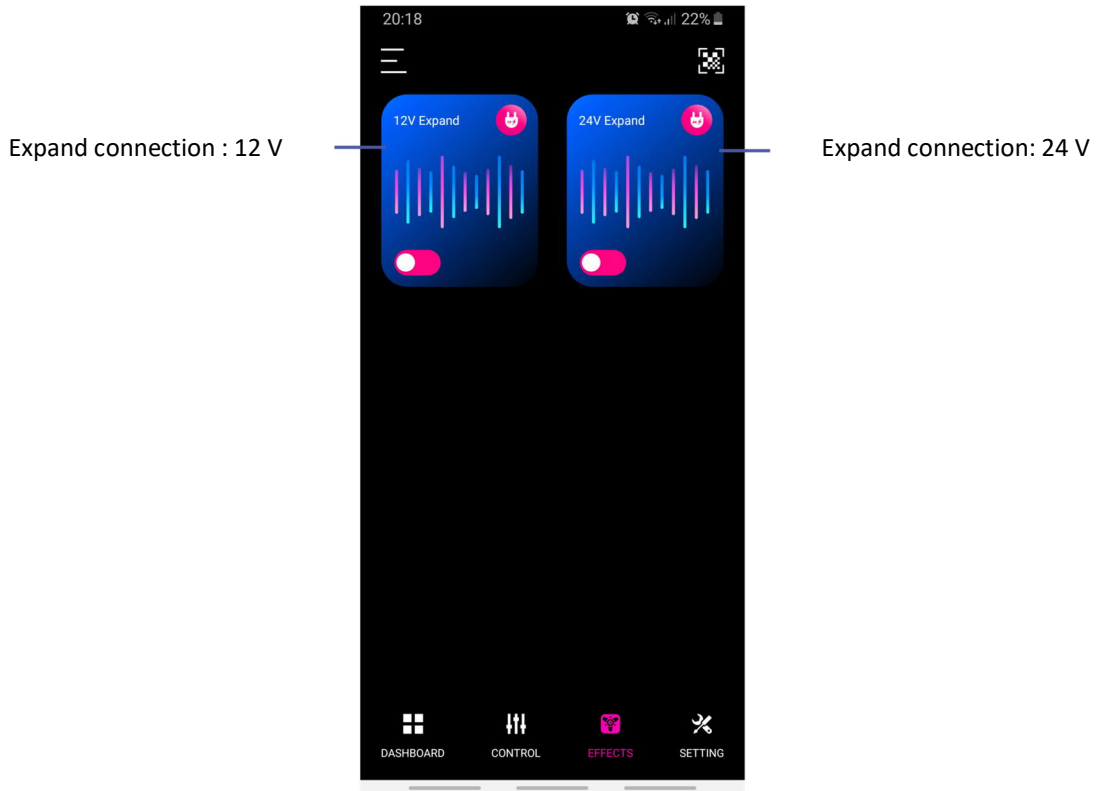 20:18
22%
12V Expand
24V Expand
Expand connection : 12 V
Expand connection: 24 V
DASHBOARD
CONTROL
EFFECTS
SETTING